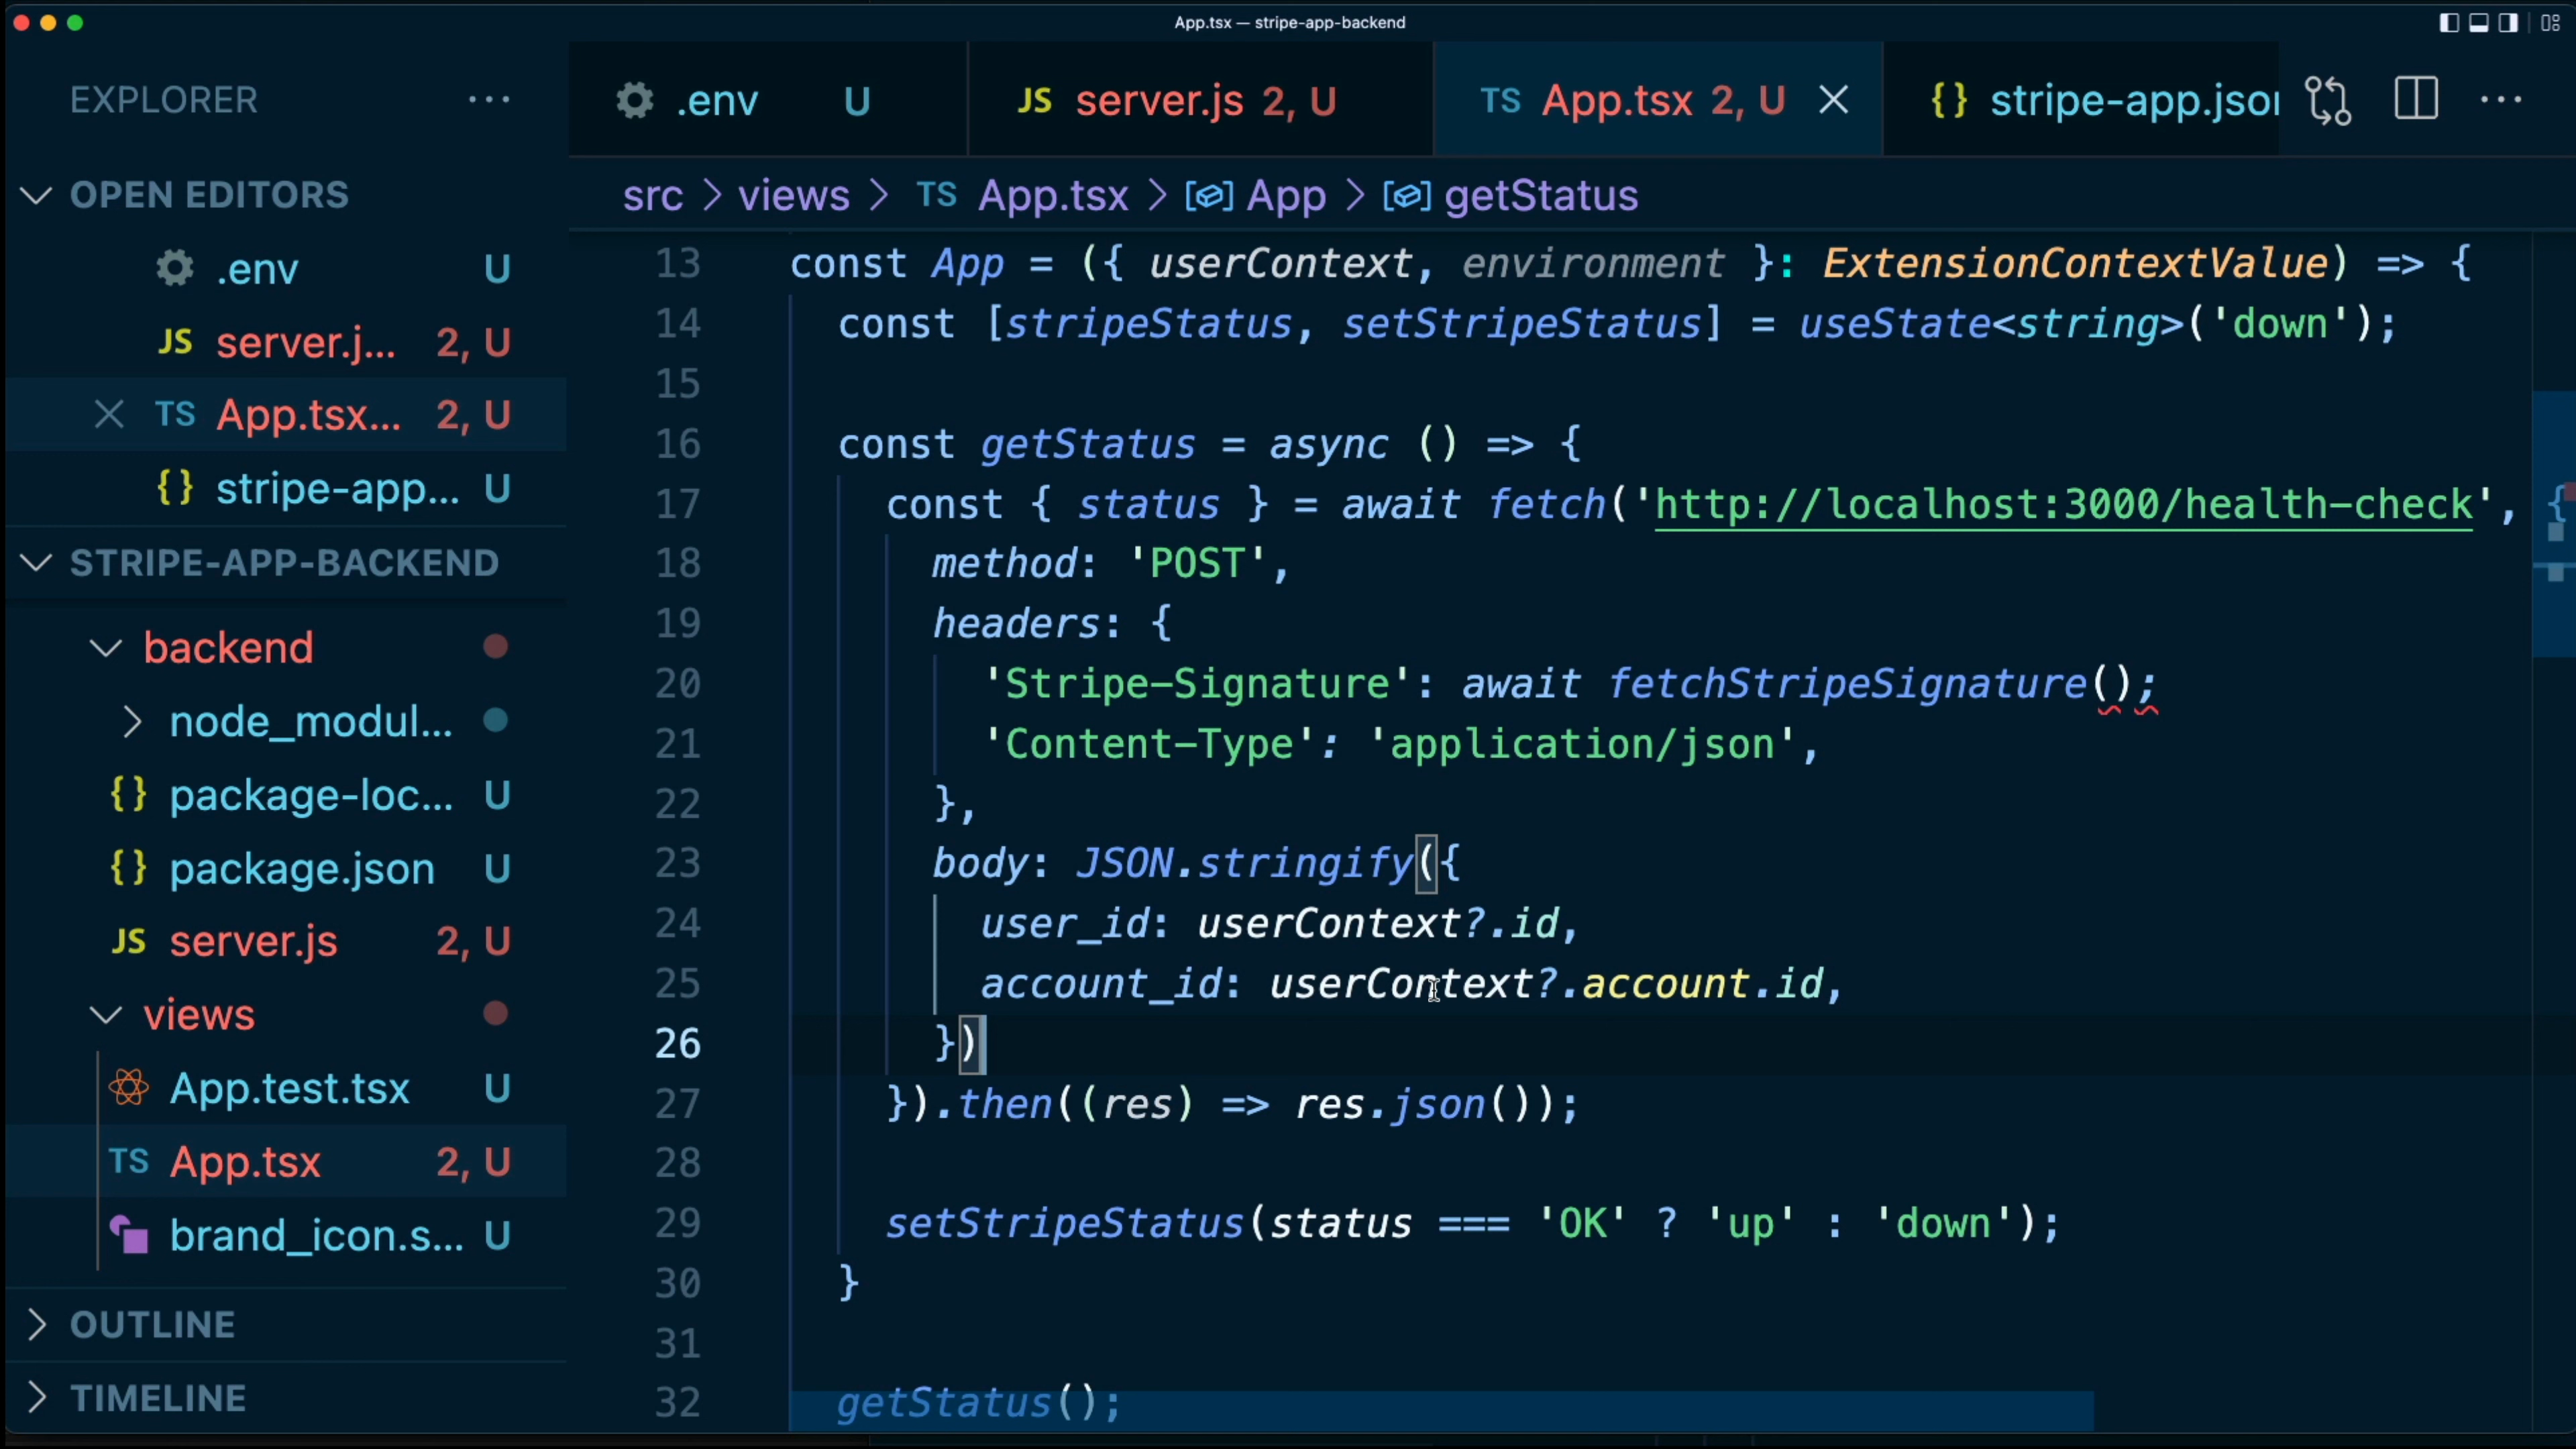 App.tsx — stripe-app-backend
EXPLORER
OPEN EDITORS
.env U
JS server.j... 2, U
TS App.tsx... 2, U
{} stripe-app... U
STRIPE-APP-BACKEND
backend
node_modul...
{} package-loc... U
{} package.json U
JS server.js 2, U
views
App.test.tsx U
TS App.tsx 2, U
brand_icon.s... U
OUTLINE
TIMELINE
.env U
JS server.js 2, U
TS App.tsx 2, U
{} stripe-app.json
src > views > TS App.tsx > App > getStatus
13 const App = ({ userContext, environment }: ExtensionContextValue) => {
14 const [stripeStatus, setStripeStatus] = useState<string>('down');
15
16 const getStatus = async () => {
17 const { status } = await fetch('http://localhost:3000/health-check', {
18 method: 'POST',
19 headers: {
20 'Stripe-Signature': await fetchStripeSignature();
21 'Content-Type': 'application/json',
22 },
23 body: JSON.stringify({
24 user_id: userContext?.id,
25 account_id: userContext?.account.id,
26 })
27 }).then((res) => res.json());
28
29 setStripeStatus(status === 'OK' ? 'up' : 'down');
30 }
31
32 getStatus();